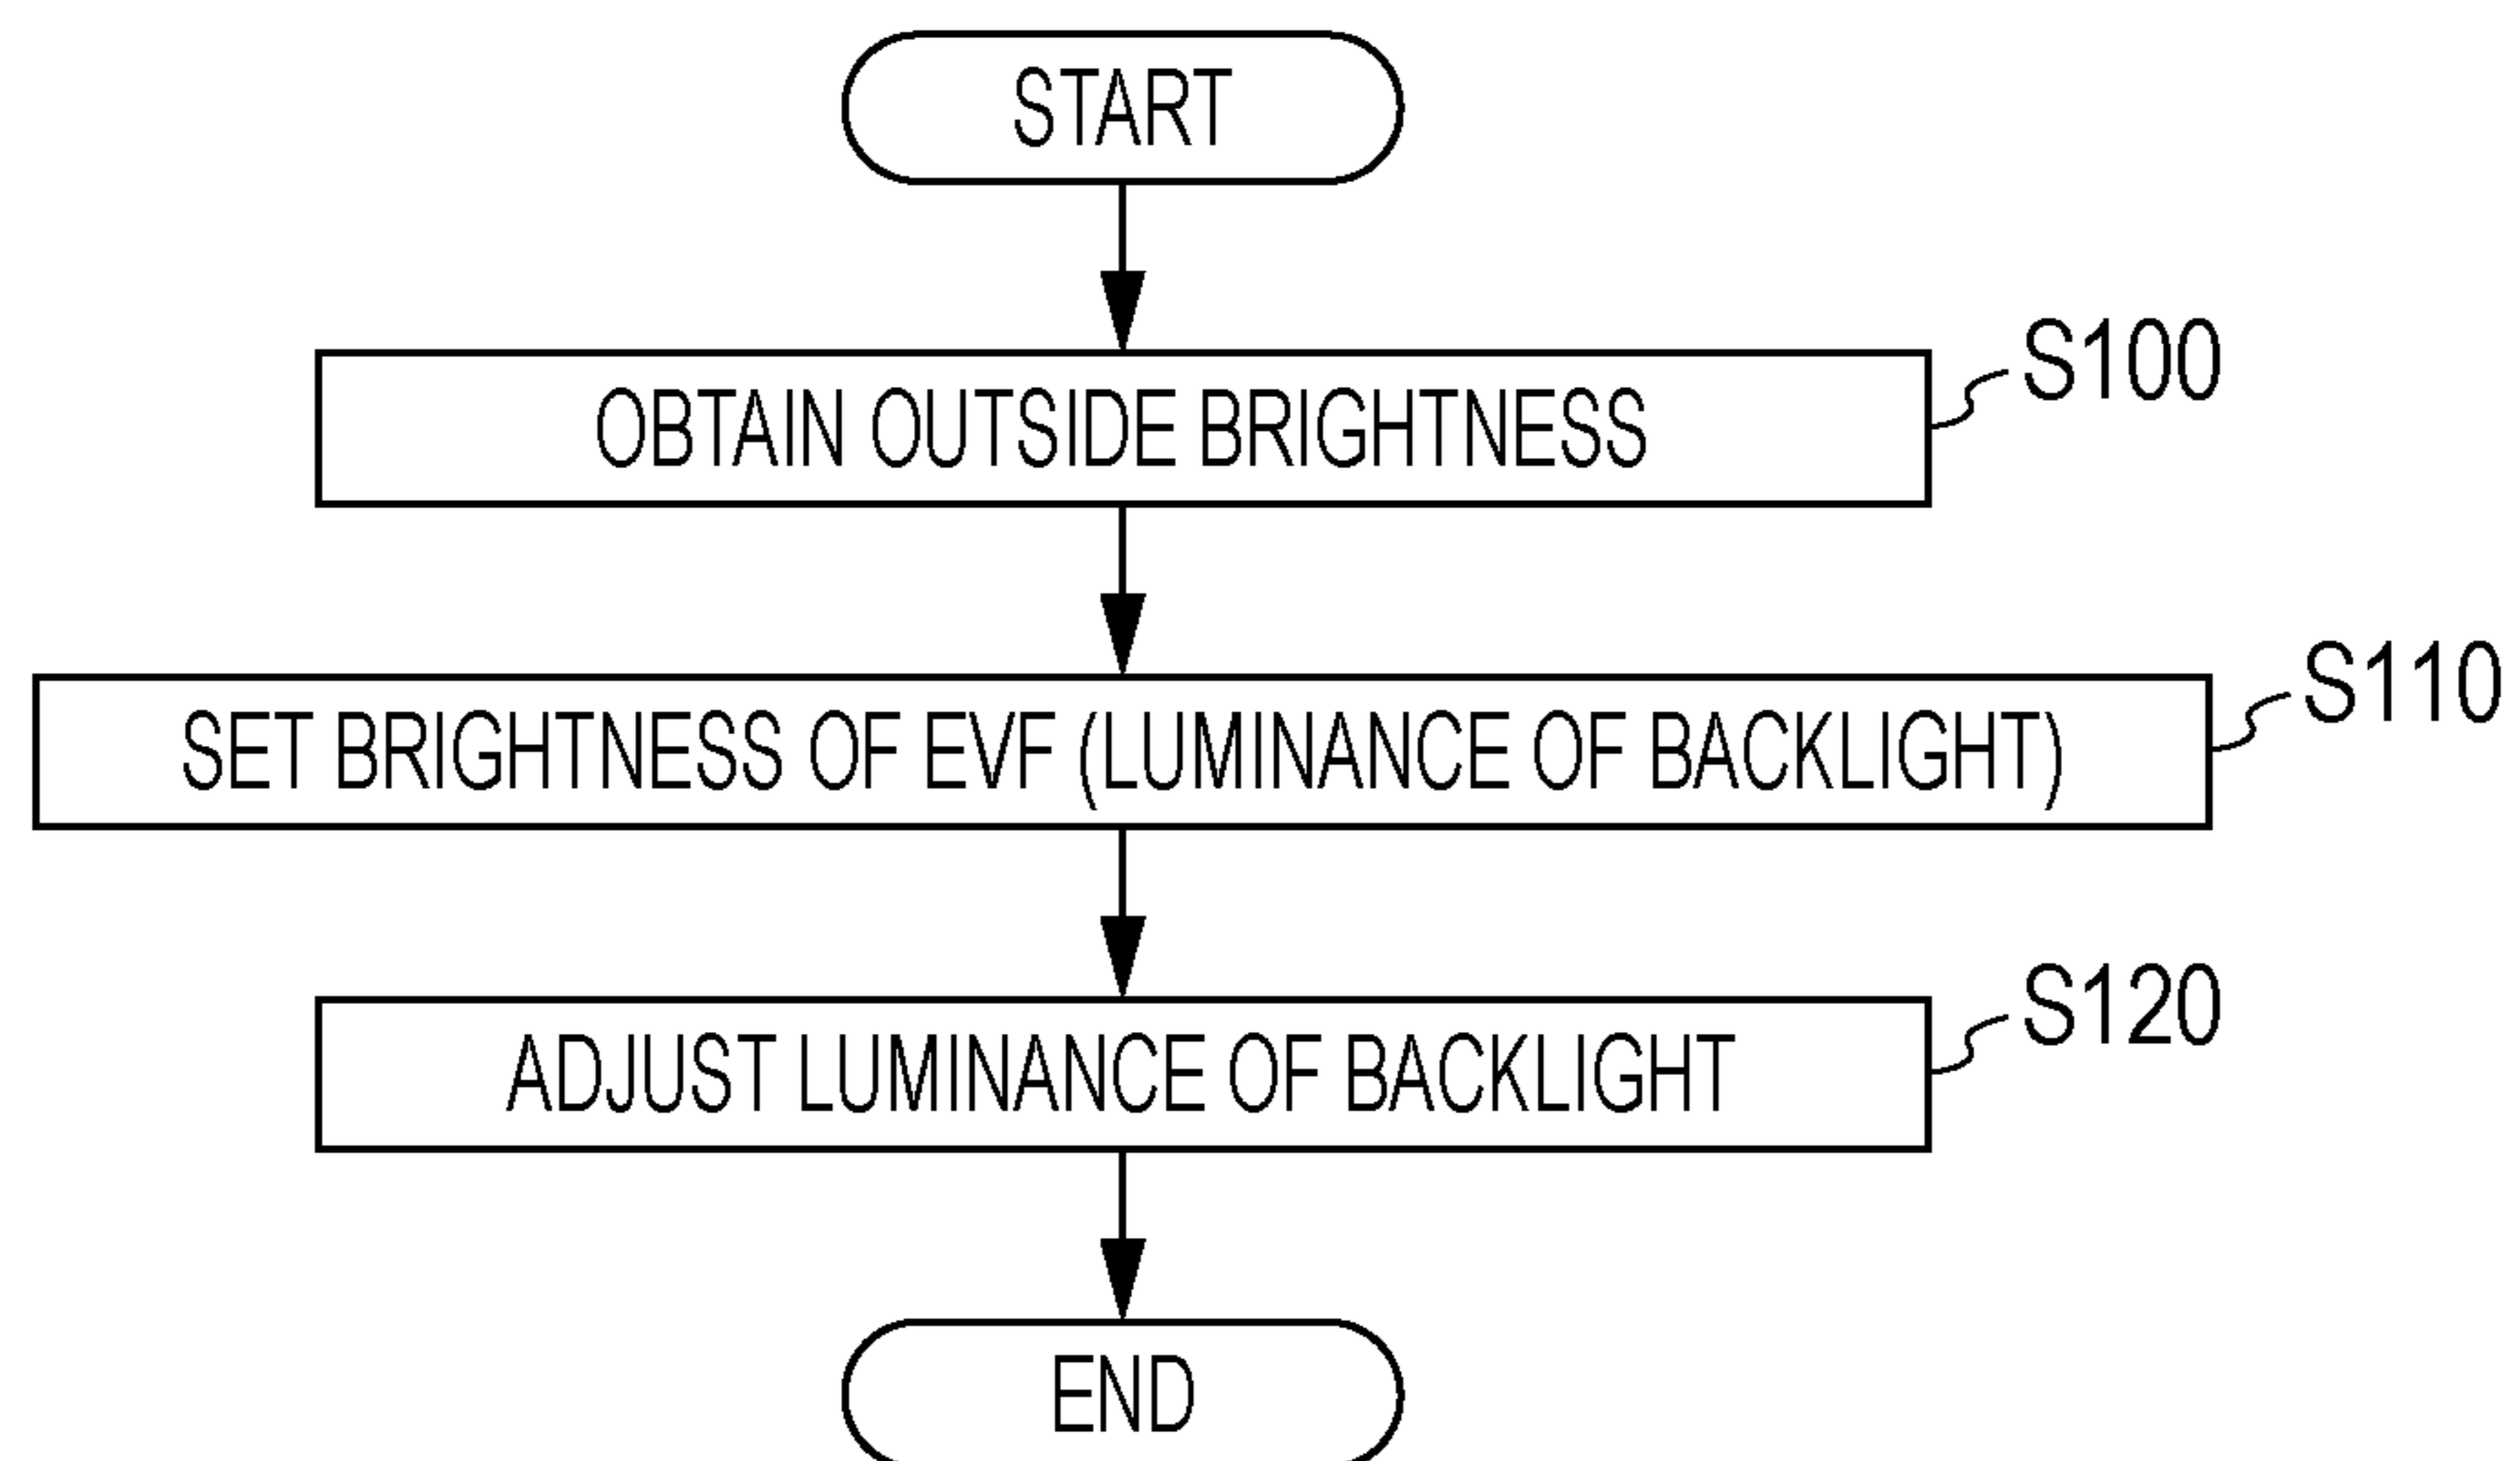 START
OBTAIN OUTSIDE BRIGHTNESS
S100
SET BRIGHTNESS OF EVF (LUMINANCE OF BACKLIGHT)
S110
ADJUST LUMINANCE OF BACKLIGHT
S120
END